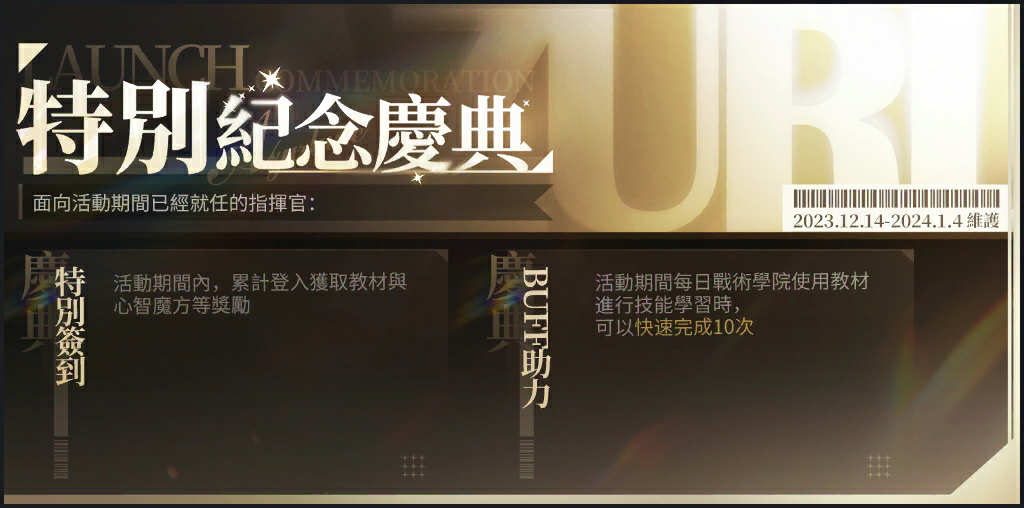 LAUNCH
COMMEMORATION
特別紀念慶典
面向活動期間已經就任的指揮官：
2023.12.14-2024.1.4 維護
慶典
特別簽到
活動期間內，累計登入獲取教材與
心智魔方等獎勵
慶典
BUFF助力
活動期間每日戰術學院使用教材
進行技能學習時，
可以快速完成10次